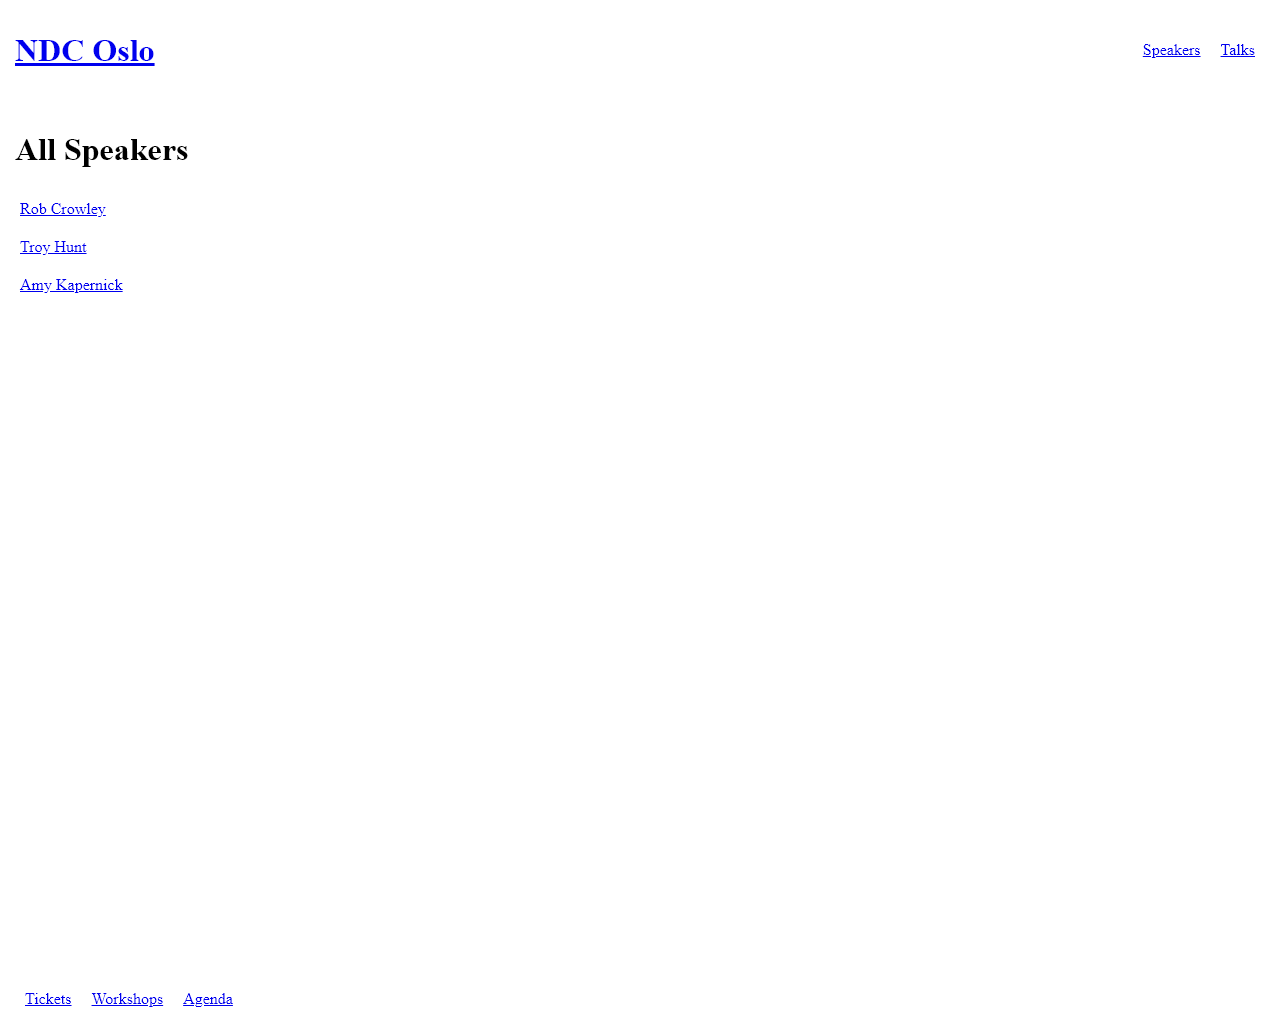 NDC Oslo
Speakers Talks
All Speakers
Rob Crowley
Troy Hunt
Amy Kapernick
Tickets Workshops Agenda